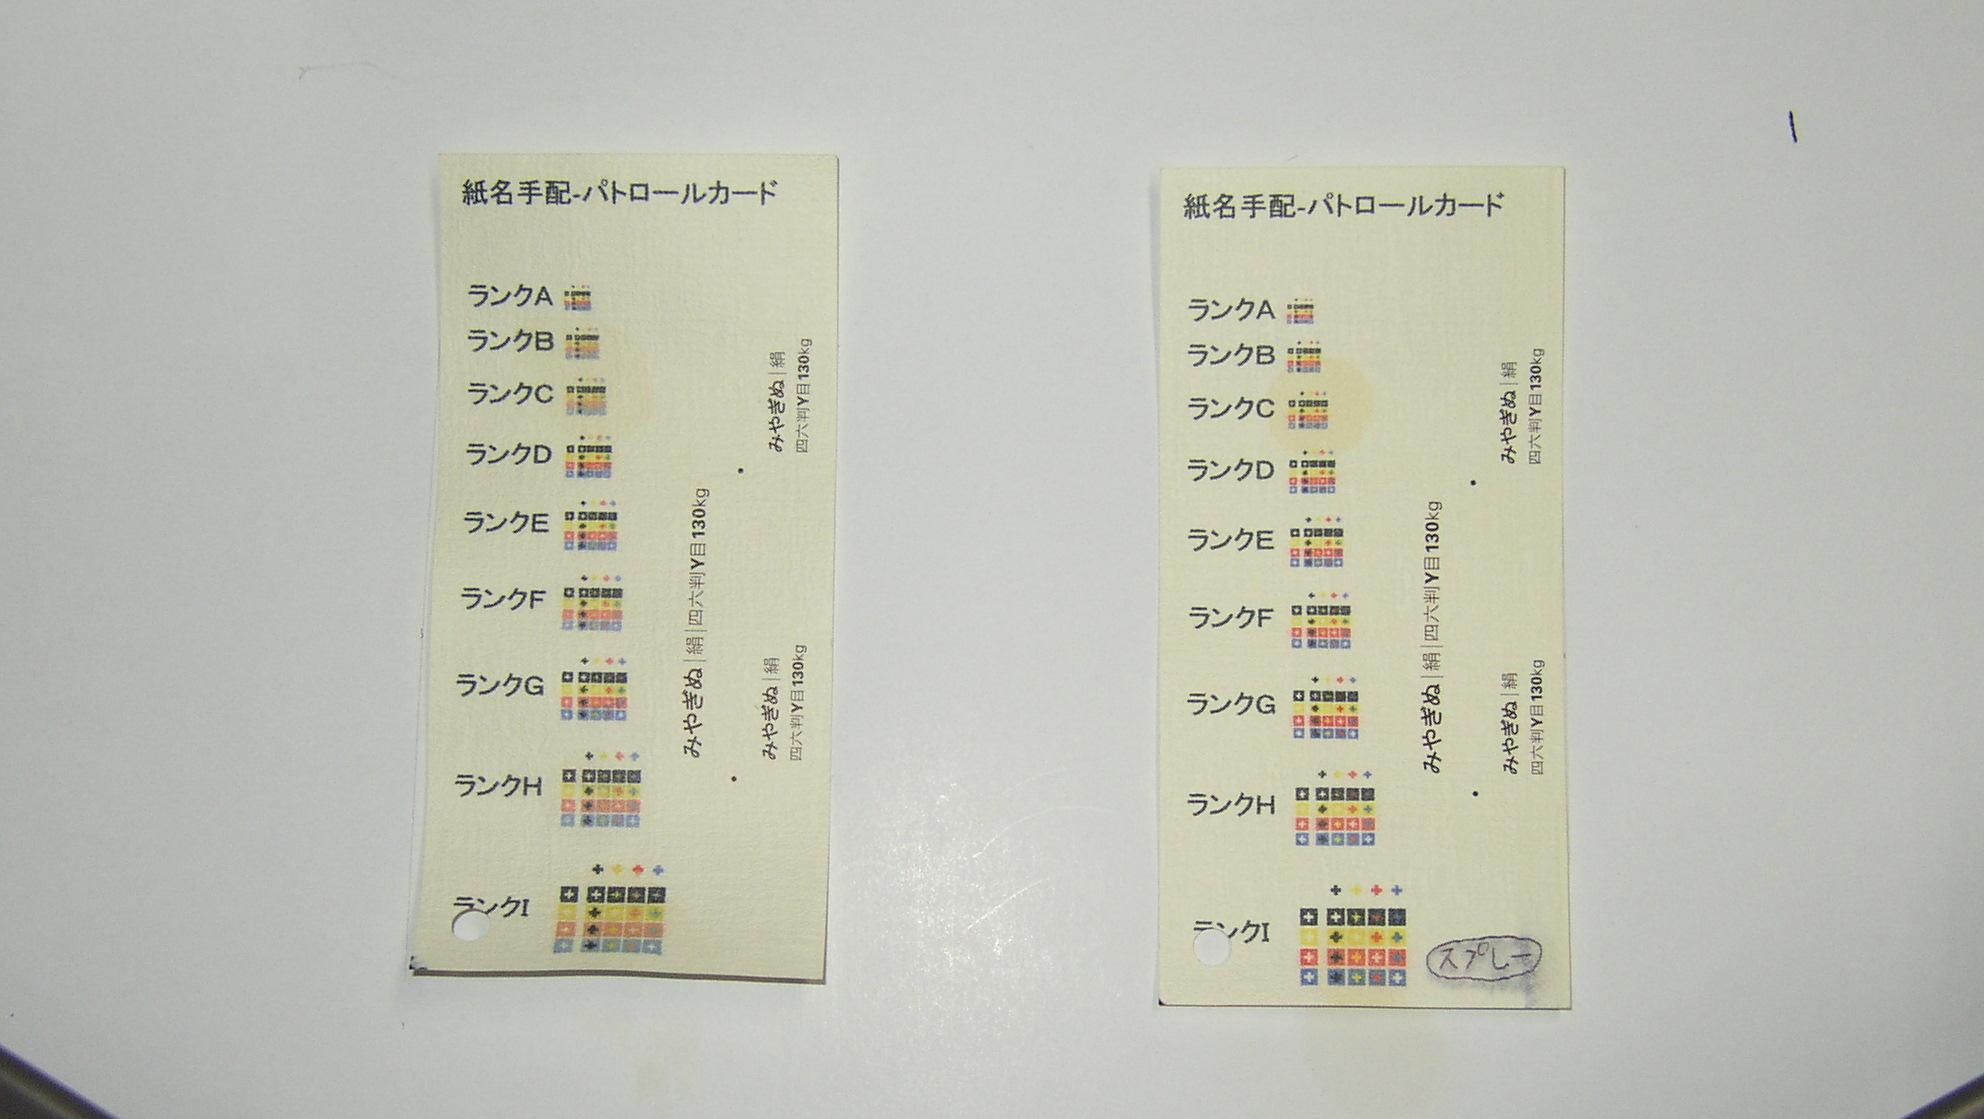 紙名手配-パトロールカード
ランクA
ランクB
ランクC
ランクD
ランクE
ランクF
ランクG
ランクH
ランクI
みやぎぬ|絹|四六判Y目130kg
みやぎぬ|絹
四六判Y目130kg
みやぎぬ|絹
四六判Y目130kg
紙名手配-パトロールカード
ランクA
ランクB
ランクC
ランクD
ランクE
ランクF
ランクG
ランクH
ランクI
みやぎぬ|絹|四六判Y目130kg
みやぎぬ|絹
四六判Y目130kg
みやぎぬ|絹
四六判Y目130kg
スプレー